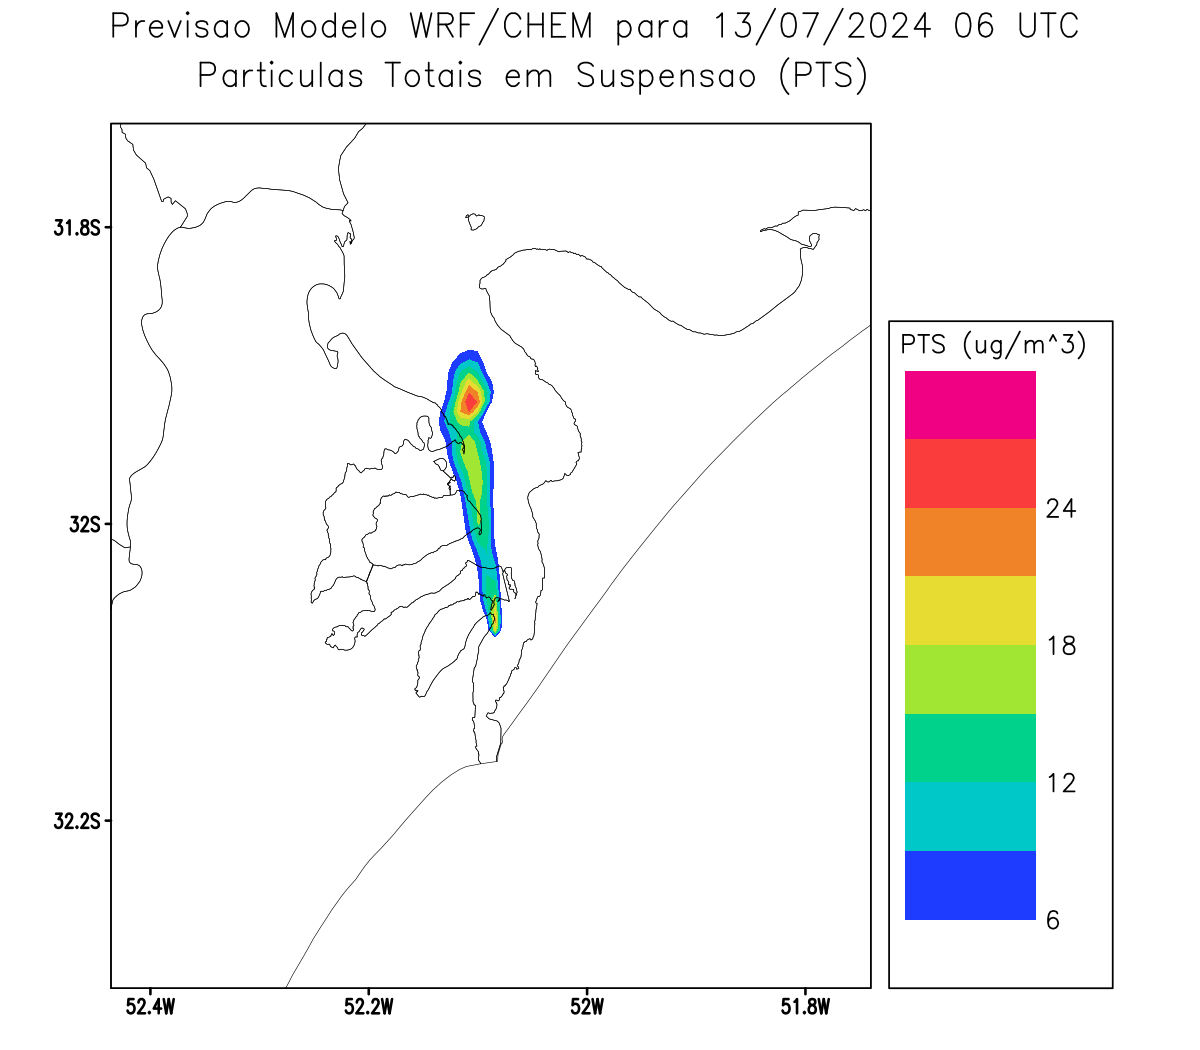 Previsao Modelo WRF/CHEM para 13/07/2024 06 UTC
Particulas Totais em Suspensao (PTS)
31.8S
32S
32.2S
52.4W
52.2W
52W
51.8W
PTS (ug/m^3)
24
18
12
6